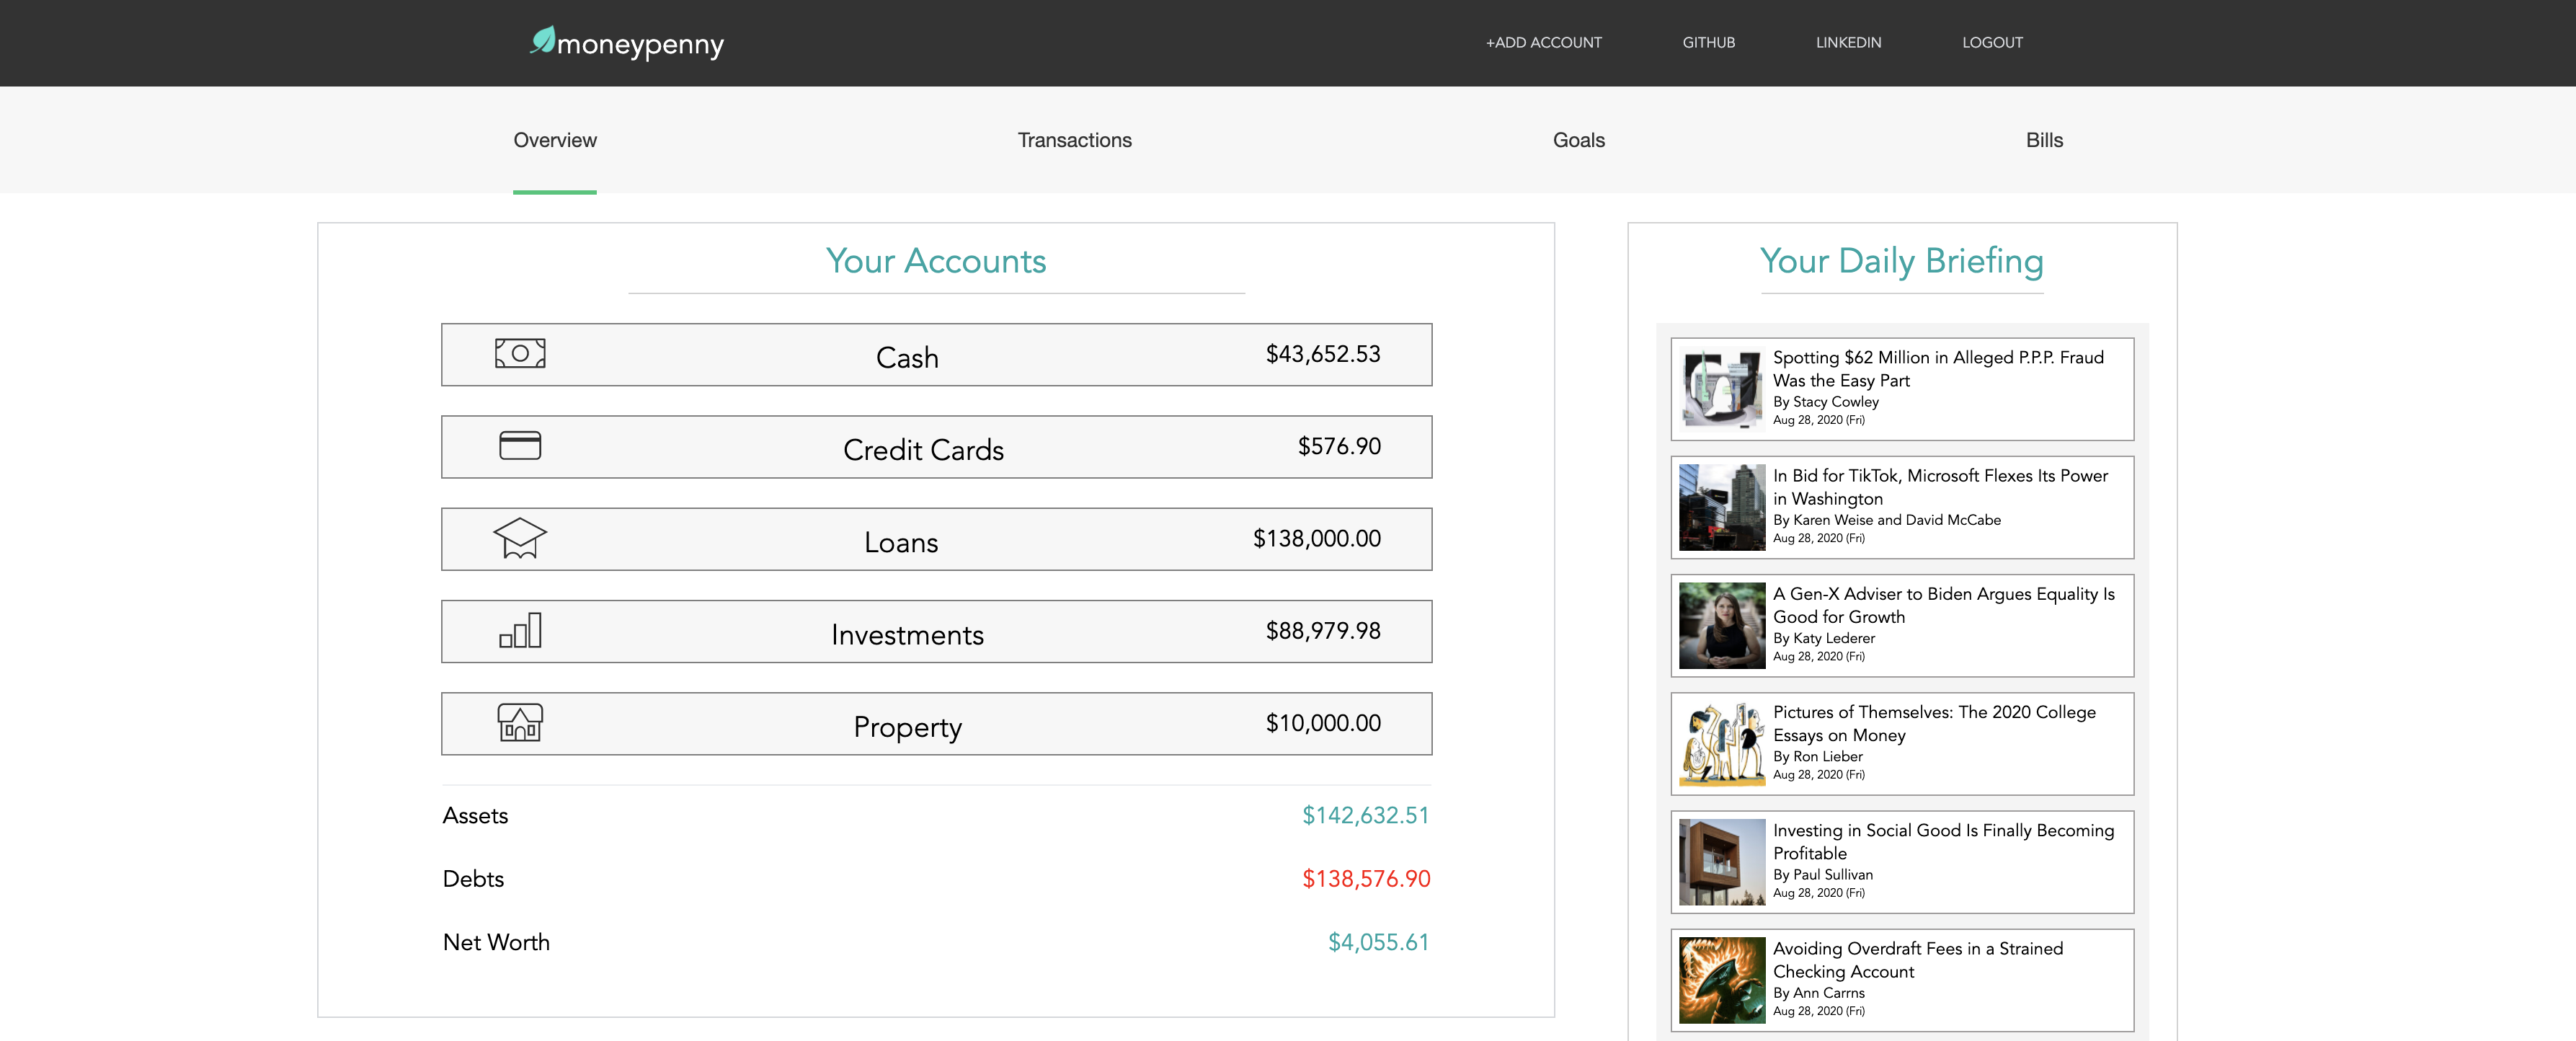 moneypenny
+ADD ACCOUNT
GITHUB
LINKEDIN
LOGOUT
Overview
Transactions
Goals
Bills
Your Accounts
Cash
$43,652.53
Credit Cards
$576.90
Loans
$138,000.00
Investments
$88,979.98
Property
$10,000.00
Assets
$142,632.51
Debts
$138,576.90
Net Worth
$4,055.61
Your Daily Briefing
Spotting $62 Million in Alleged P.P.P. Fraud
Was the Easy Part
By Stacy Cowley
Aug 28, 2020 (Fri)
In Bid for TikTok, Microsoft Flexes Its Power
in Washington
By Karen Weise and David McCabe
Aug 28, 2020 (Fri)
A Gen-X Adviser to Biden Argues Equality Is
Good for Growth
By Katy Lederer
Aug 28, 2020 (Fri)
Pictures of Themselves: The 2020 College
Essays on Money
By Ron Lieber
Aug 28, 2020 (Fri)
Investing in Social Good Is Finally Becoming
Profitable
By Paul Sullivan
Aug 28, 2020 (Fri)
Avoiding Overdraft Fees in a Strained
Checking Account
By Ann Carrns
Aug 28, 2020 (Fri)